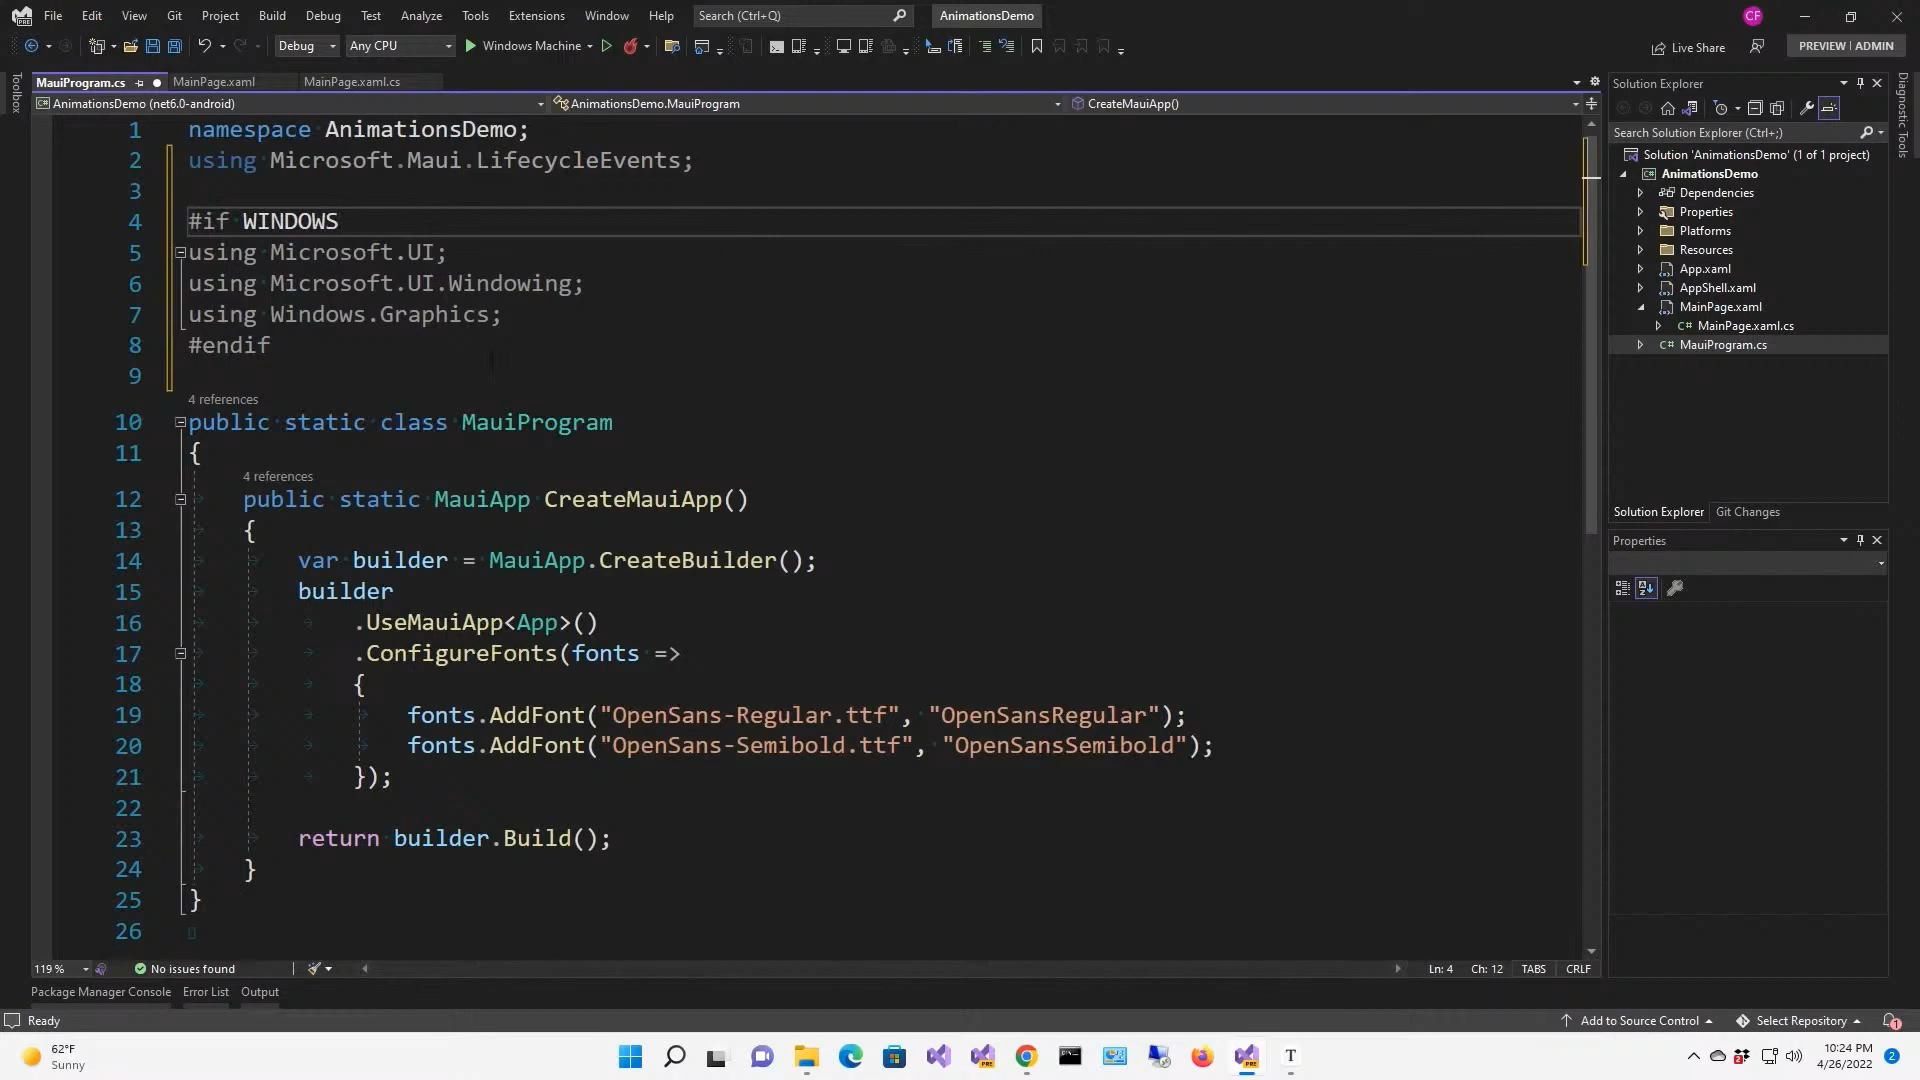 File Edit View Git Project Build Debug Test Analyze Tools Extensions Window Help Search (Ctrl+Q) AnimationsDemo CF
Debug Any CPU Windows Machine Live Share PREVIEW | ADMIN
Toolbox
MauiProgram.cs MainPage.xaml MainPage.xaml.cs
AnimationsDemo (net6.0-android) AnimationsDemo.MauiProgram CreateMauiApp()
1 namespace AnimationsDemo;
2 using Microsoft.Maui.LifecycleEvents;
3
4 #if WINDOWS
5 using Microsoft.UI;
6 using Microsoft.UI.Windowing;
7 using Windows.Graphics;
8 #endif
9
4 references
10 public static class MauiProgram
11 {
4 references
12 public static MauiApp CreateMauiApp()
13 {
14 var builder = MauiApp.CreateBuilder();
15 builder
16 .UseMauiApp<App>()
17 .ConfigureFonts(fonts =>
18 {
19 fonts.AddFont("OpenSans-Regular.ttf", "OpenSansRegular");
20 fonts.AddFont("OpenSans-Semibold.ttf", "OpenSansSemibold");
21 });
22
23 return builder.Build();
24 }
25 }
26
119 % No issues found Ln: 4 Ch: 12 TABS CRLF
Package Manager Console Error List Output
Solution Explorer
Search Solution Explorer (Ctrl+;)
Solution 'AnimationsDemo' (1 of 1 project)
AnimationsDemo
Dependencies
Properties
Platforms
Resources
App.xaml
AppShell.xaml
MainPage.xaml
C# MainPage.xaml.cs
C# MauiProgram.cs
Solution Explorer Git Changes
Properties
Diagnostic Tools
Ready Add to Source Control Select Repository 1
62°F
Sunny
PRE
PRE
T
2
10:24 PM
4/26/2022
2